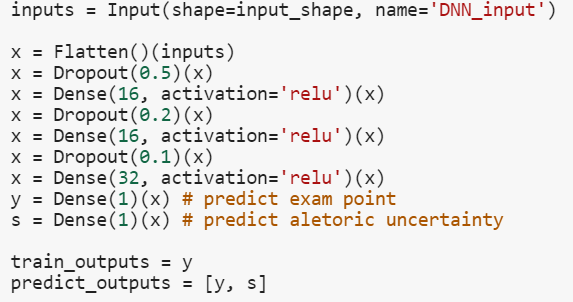 inputs = Input(shape=input_shape, name='DNN_input')
x = Flatten()(inputs)
x = Dropout(0.5)(x)
x = Dense(16, activation='relu')(x)
x = Dropout(0.2)(x)
x = Dense(16, activation='relu')(x)
x = Dropout(0.1)(x)
x = Dense(32, activation='relu')(x)
y = Dense(1)(x) # predict exam point
s = Dense(1)(x) # predict aletoric uncertainty
train_outputs = y
predict_outputs = [y, s]